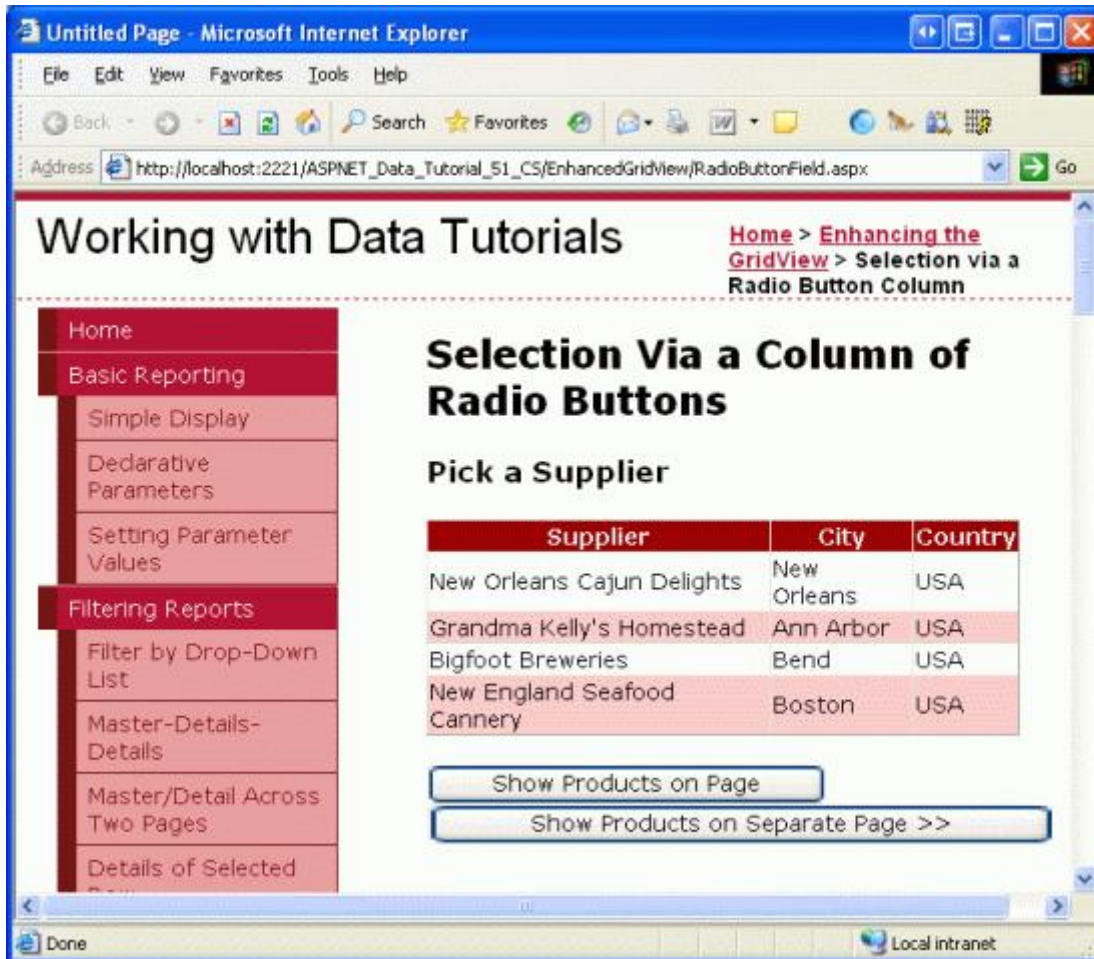 Untitled Page - Microsoft Internet Explorer
File Edit View Favorites Tools Help
Back Search Favorites
Address http://localhost:2221/ASPNET_Data_Tutorial_51_CS/EnhancedGridView/RadioButtonField.aspx Go
Working with Data Tutorials
Home > Enhancing the
GridView > Selection via a
Radio Button Column
Home
Basic Reporting
Simple Display
Declarative
Parameters
Setting Parameter
Values
Filtering Reports
Filter by Drop-Down
List
Master-Details-
Details
Master/Detail Across
Two Pages
Details of Selected
Selection Via a Column of
Radio Buttons
Pick a Supplier
Supplier City Country
New Orleans Cajun Delights New
Orleans USA
Grandma Kelly's Homestead Ann Arbor USA
Bigfoot Breweries Bend USA
New England Seafood
Cannery Boston USA
Show Products on Page
Show Products on Separate Page >>
Done Local intranet